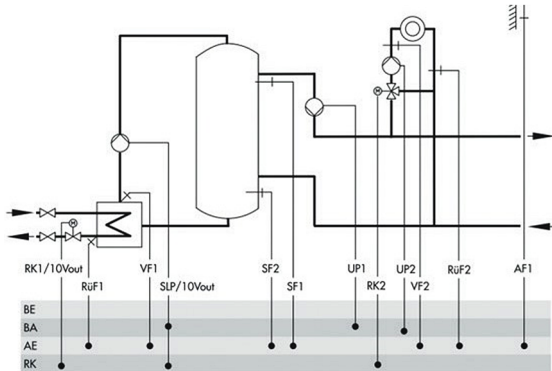 M
M
RK1/10Vout
RüF1
VF1
SLP/10Vout
SF2
SF1
UP1
RK2
UP2
VF2
RüF2
AF1
BE
BA
AE
RK